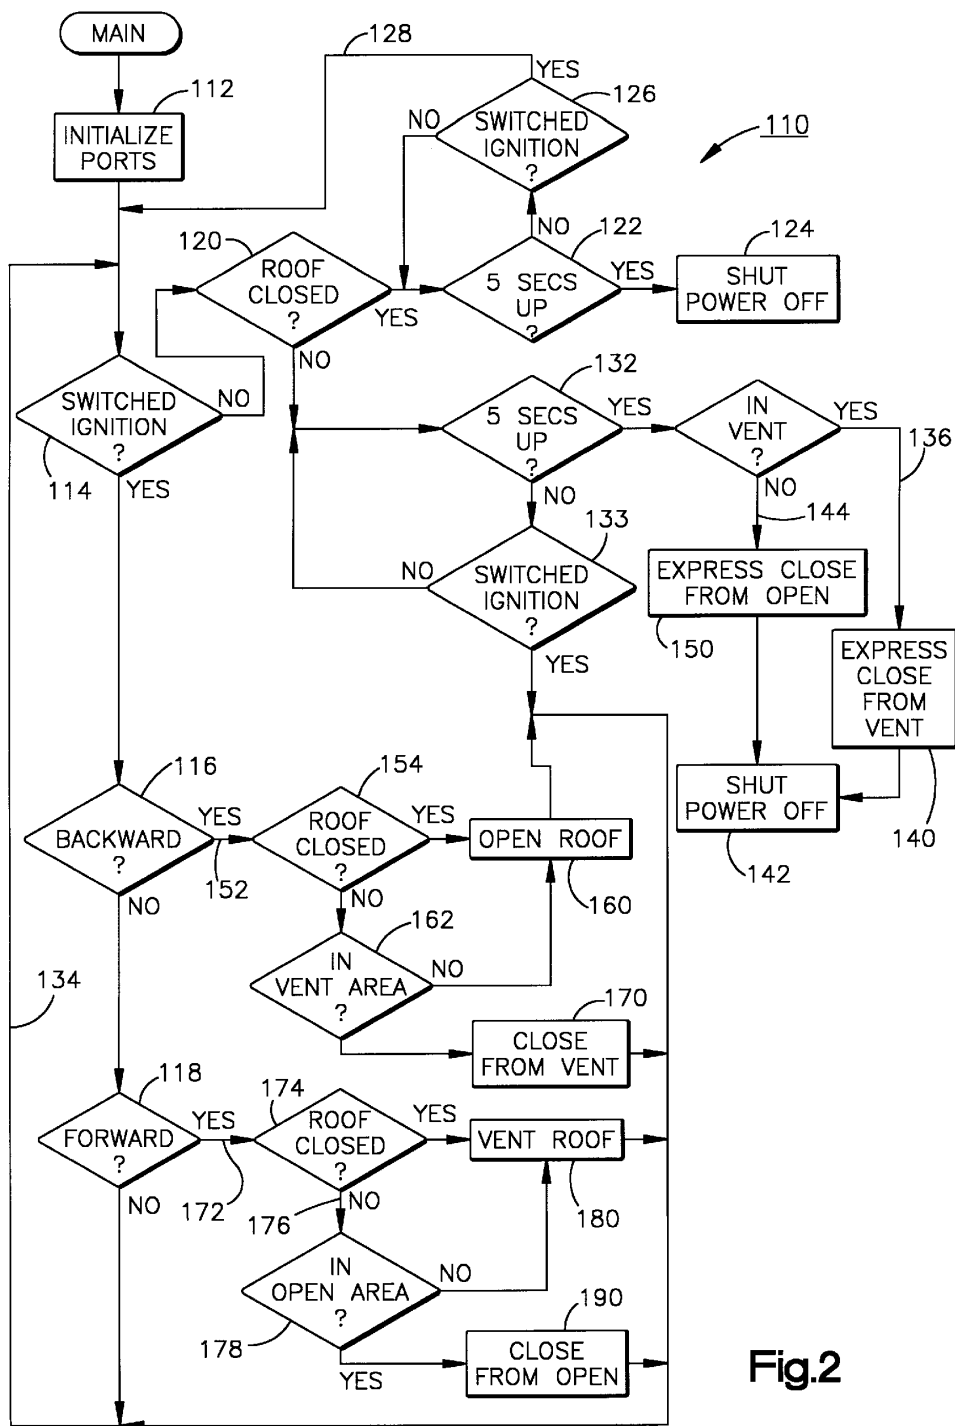 MAIN
128
YES
112
126
NO
SWITCHED
IGNITION
?
110
INITIALIZE
PORTS
NO
122
124
120
ROOF
CLOSED
?
YES
5 SECS
UP
?
YES
SHUT
POWER OFF
NO
132
SWITCHED
IGNITION
?
NO
114
YES
5 SECS
UP
?
YES
IN
VENT
?
YES
136
NO
NO
144
133
NO
SWITCHED
IGNITION
?
YES
EXPRESS CLOSE
FROM OPEN
150
EXPRESS
CLOSE
FROM
VENT
116
154
SHUT
POWER OFF
140
142
BACKWARD
?
YES
152
NO
ROOF
CLOSED
?
YES
OPEN ROOF
160
NO
162
IN
VENT AREA
?
NO
134
170
CLOSE
FROM VENT
118
174
FORWARD
?
YES
172
NO
ROOF
CLOSED
?
YES
VENT ROOF
180
176
NO
IN
OPEN AREA
?
NO
178
YES
190
CLOSE
FROM OPEN
Fig.2